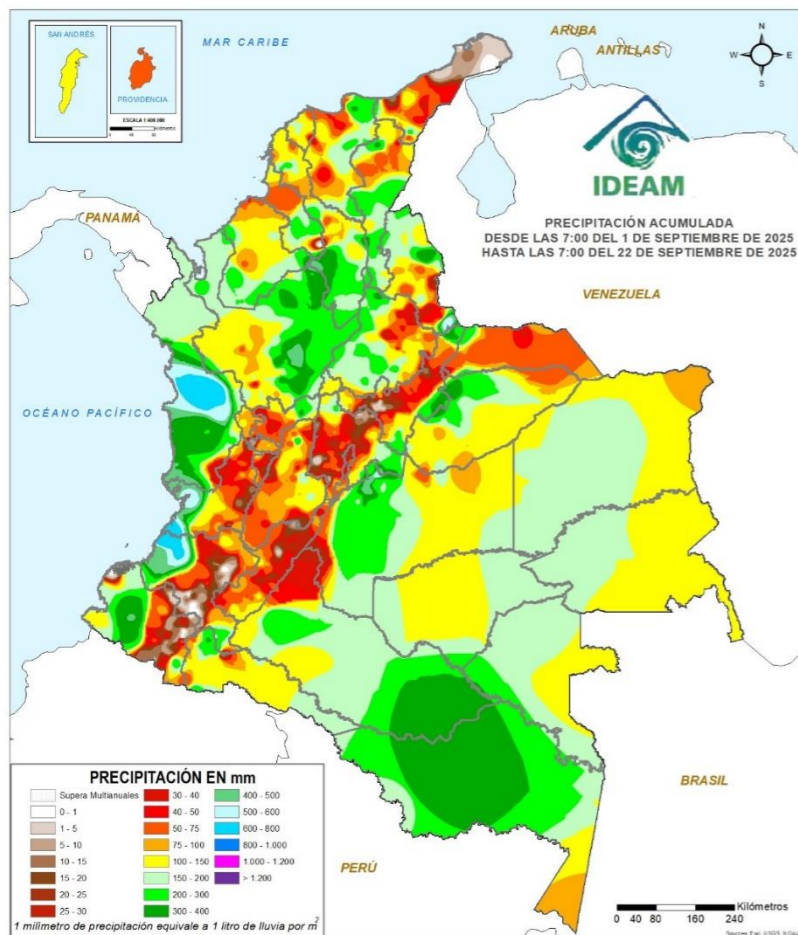 SAN ANDRÉS
PROVIDENCIA
ESCALA 1:400.000
Kilómetros
MAR CARIBE
ARUBA
ANTILLAS
N
W
E
S
IDEAM
PRECIPITACIÓN ACUMULADA
DESDE LAS 7:00 DEL 1 DE SEPTIEMBRE DE 2025
HASTA LAS 7:00 DEL 22 DE SEPTIEMBRE DE 2025
PANAMÁ
VENEZUELA
OCÉANO PACÍFICO
BRASIL
PERÚ
PRECIPITACIÓN EN mm
Supera Multianuales
0 - 1
1 - 5
5 - 10
10 - 15
15 - 20
20 - 25
25 - 30
30 - 40
40 - 50
50 - 75
75 - 100
100 - 150
150 - 200
200 - 300
300 - 400
400 - 500
500 - 600
600 - 800
800 - 1.000
1.000 - 1.200
> 1.200
1 milímetro de precipitación equivale a 1 litro de lluvia por m²
Kilómetros
0 40 80 160 240